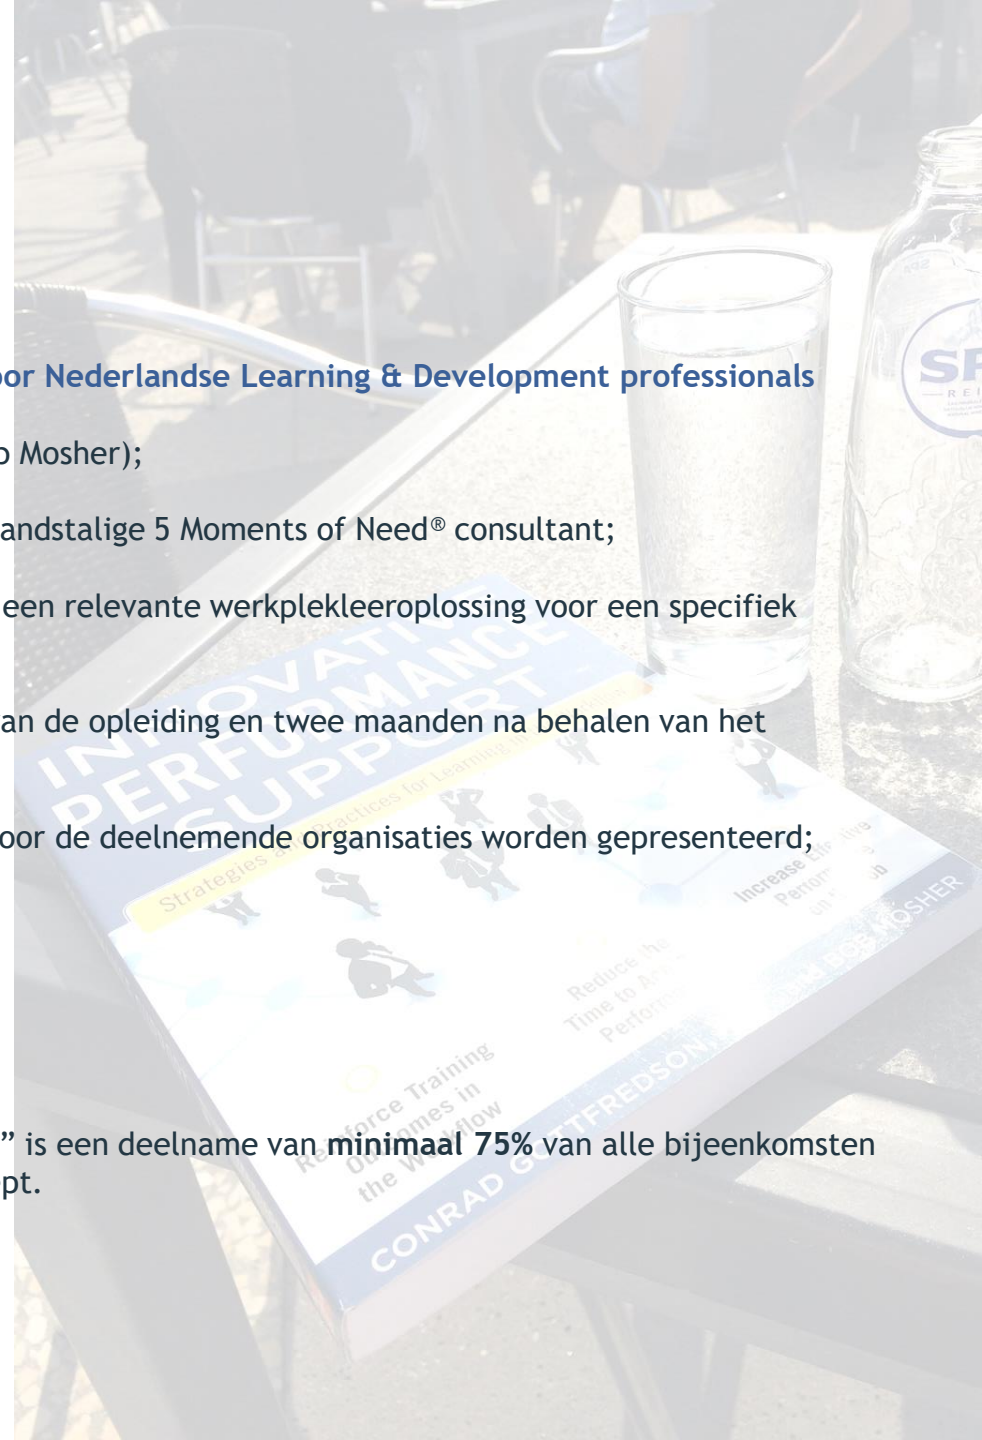 oor Nederlandse Learning & Development professionals
SP
REI
Mosher);
andstalige 5 Moments of Need® consultant;
een relevante werkplekleeroplossing voor een specifiek
an de opleiding en twee maanden na behalen van het
oor de deelnemende organisaties worden gepresenteerd;
INNOVATIVE
PERFORMANCE
SUPPORT
Strategies and Practices for Learning in
Increase Effective
on
Reduce the
Time to
Reinforce Training
Outcomes in
the Workflow
CONRAD GOTTFREDSON,
BOB MOSHER
” is een deelname van minimaal 75% van alle bijeenkomsten
pt.